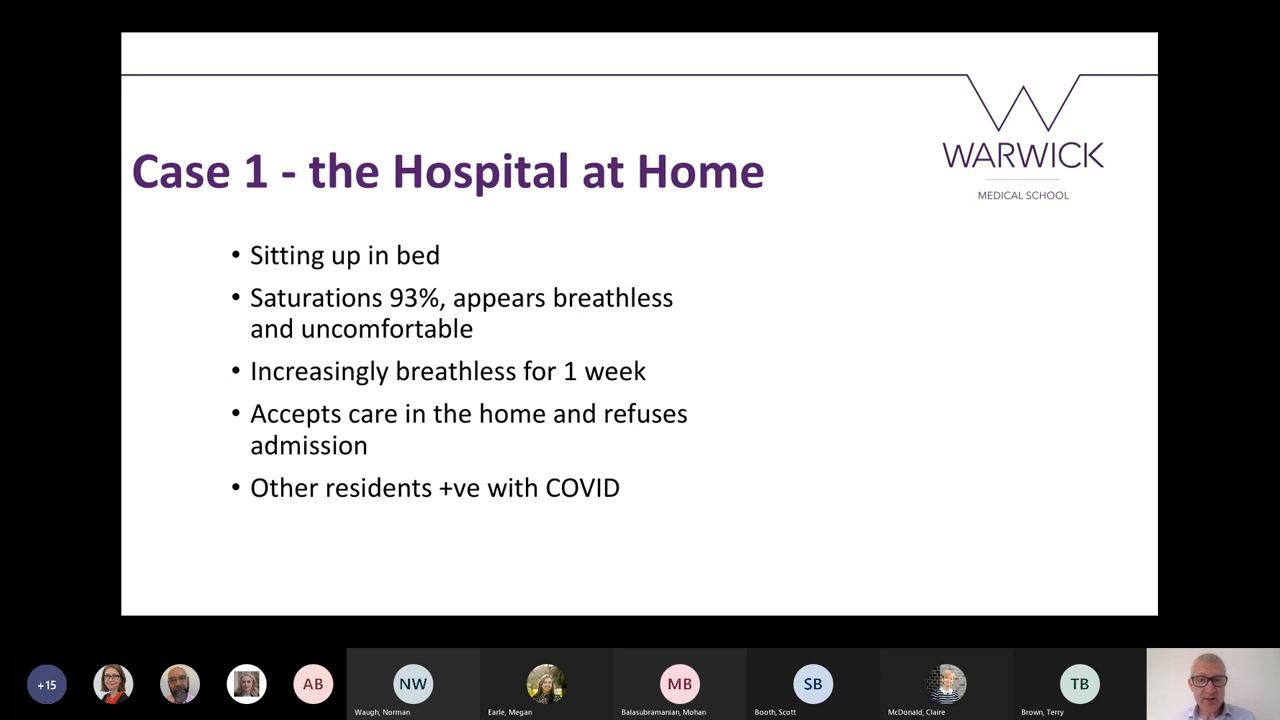 WARWICK
MEDICAL SCHOOL
Case 1 - the Hospital at Home
• Sitting up in bed
• Saturations 93%, appears breathless
and uncomfortable
• Increasingly breathless for 1 week
• Accepts care in the home and refuses
admission
• Other residents +ve with COVID
+15
AB
NW
MB
SB
TB
Waugh, Norman
Earle, Megan
Balasubramanian, Mohan
Booth, Scott
McDonald, Claire
Brown, Terry